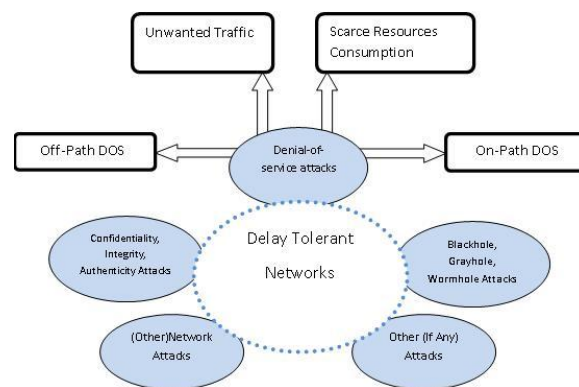 Unwanted Traffic
Scarce Resources
Consumption
Off-Path DOS
Denial-of-
service attacks
On-Path DOS
Confidentiality,
Integrity,
Authenticity Attacks
Delay Tolerant
Networks
Blackhole,
Grayhole,
Wormhole Attacks
(Other)Network
Attacks
Other (If Any)
Attacks